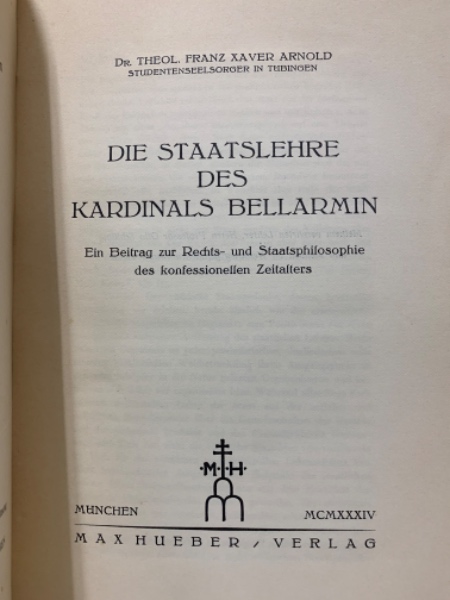 DR. THEOL. FRANZ XAVER ARNOLD
STUDENTENSEELSORGER IN TÜBINGEN
DIE STAATSLEHRE
DES
KARDINALS BELLARMIN
Ein Beitrag zur Rechts- und Staatsphilosophie
des konfessionellen Zeitalters
·M·H·
MÜNCHEN MCMXXXIV
MAX HUEBER / VERLAG